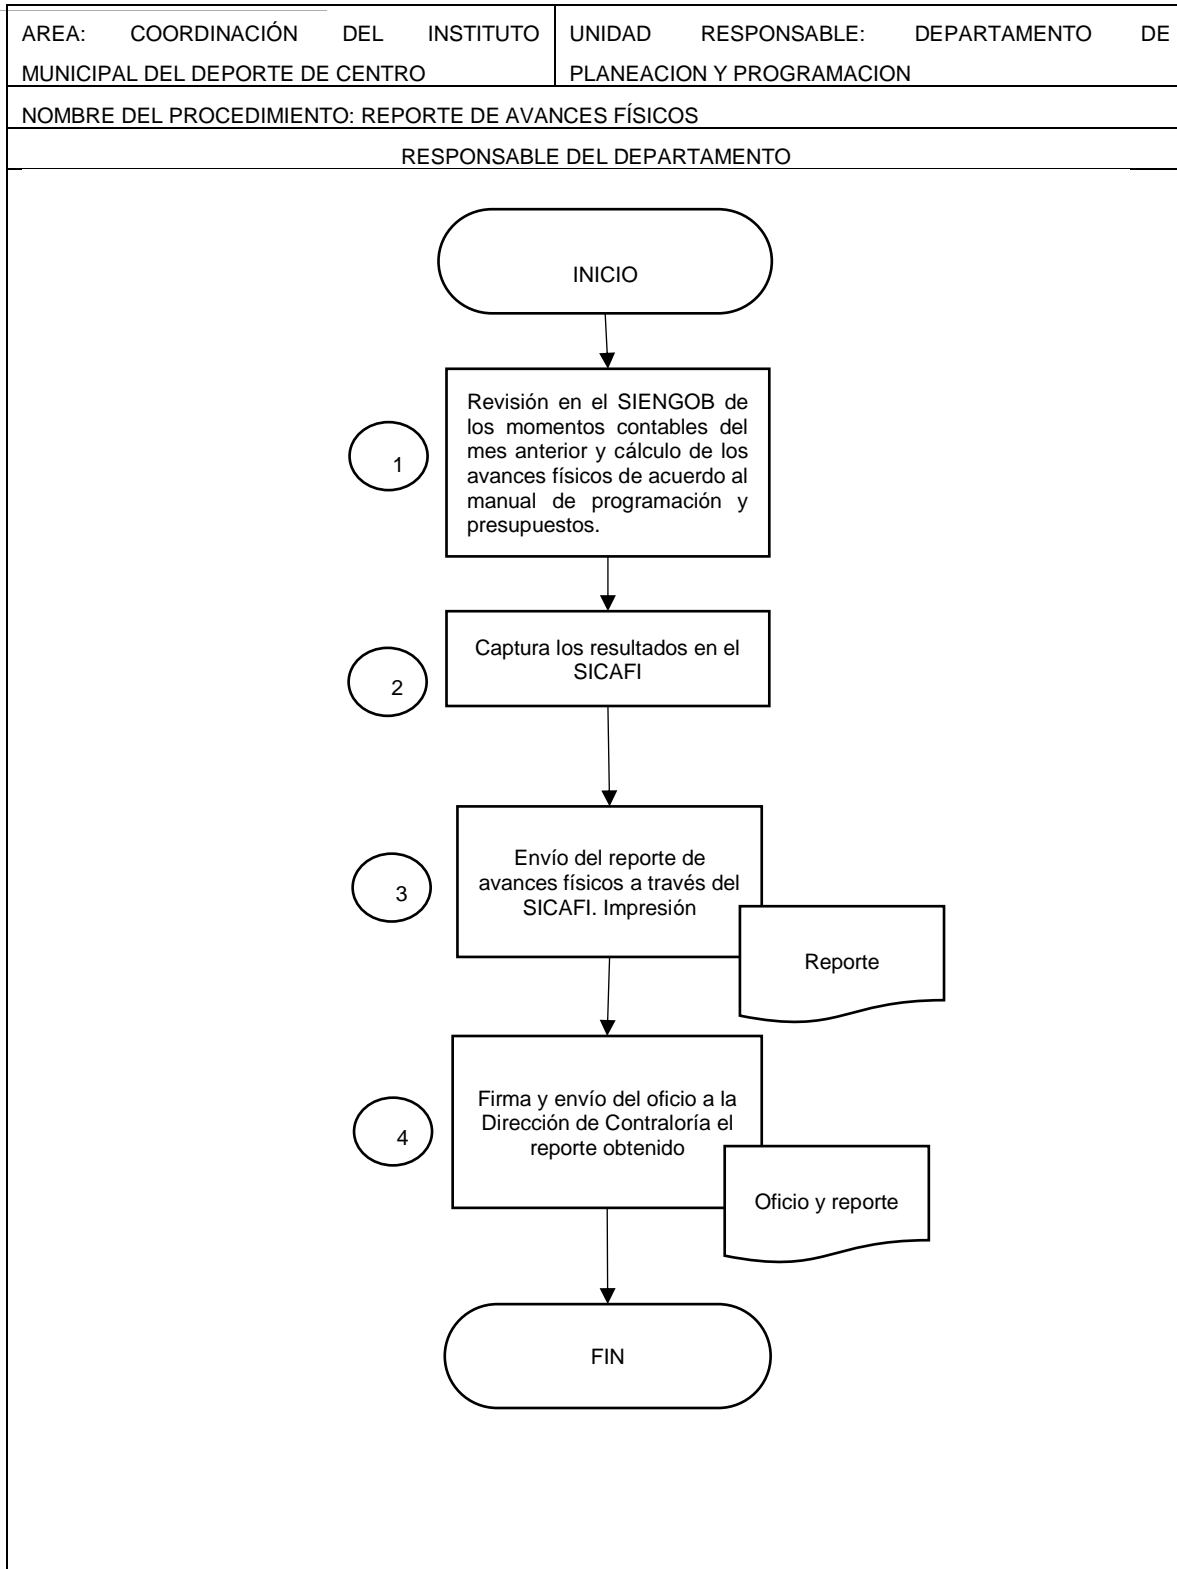 AREA: COORDINACIÓN DEL INSTITUTO
MUNICIPAL DEL DEPORTE DE CENTRO
UNIDAD RESPONSABLE: DEPARTAMENTO DE
PLANEACION Y PROGRAMACION
NOMBRE DEL PROCEDIMIENTO: REPORTE DE AVANCES FÍSICOS
RESPONSABLE DEL DEPARTAMENTO
INICIO
1
Revisión en el SIENGOB de
los momentos contables del
mes anterior y cálculo de los
avances físicos de acuerdo al
manual de programación y
presupuestos.
2
Captura los resultados en el
SICAFI
3
Envío del reporte de
avances físicos a través del
SICAFI. Impresión
Reporte
4
Firma y envío del oficio a la
Dirección de Contraloría el
reporte obtenido
Oficio y reporte
FIN